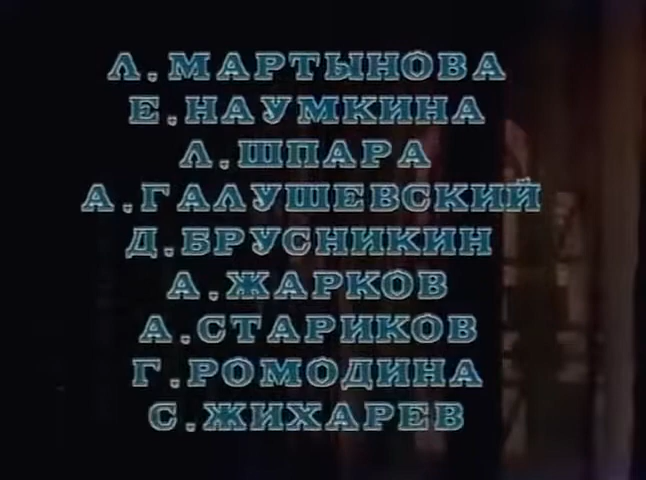 Л.МАРТЫНОВА
Е.НАУМКИНА
Л.ШПАРА
А.ГАЛУШЕВСКИЙ
Д.БРУСНИКИН
А.ЖАРКОВ
А.СТАРИКОВ
Г.РОМОДИНА
С.ЖИХАРЕВ